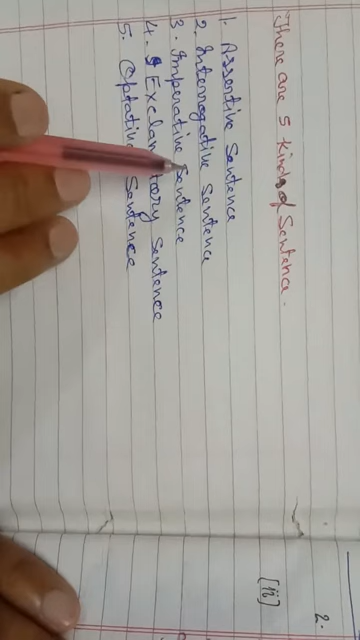 There are 5 kinds of Sentence.
1. Assertive Sentence
2. Interrogative Sentence
3. Imperative Sentence
4. Exclamatory Sentence
5. Optative Sentence
2.
[ii]